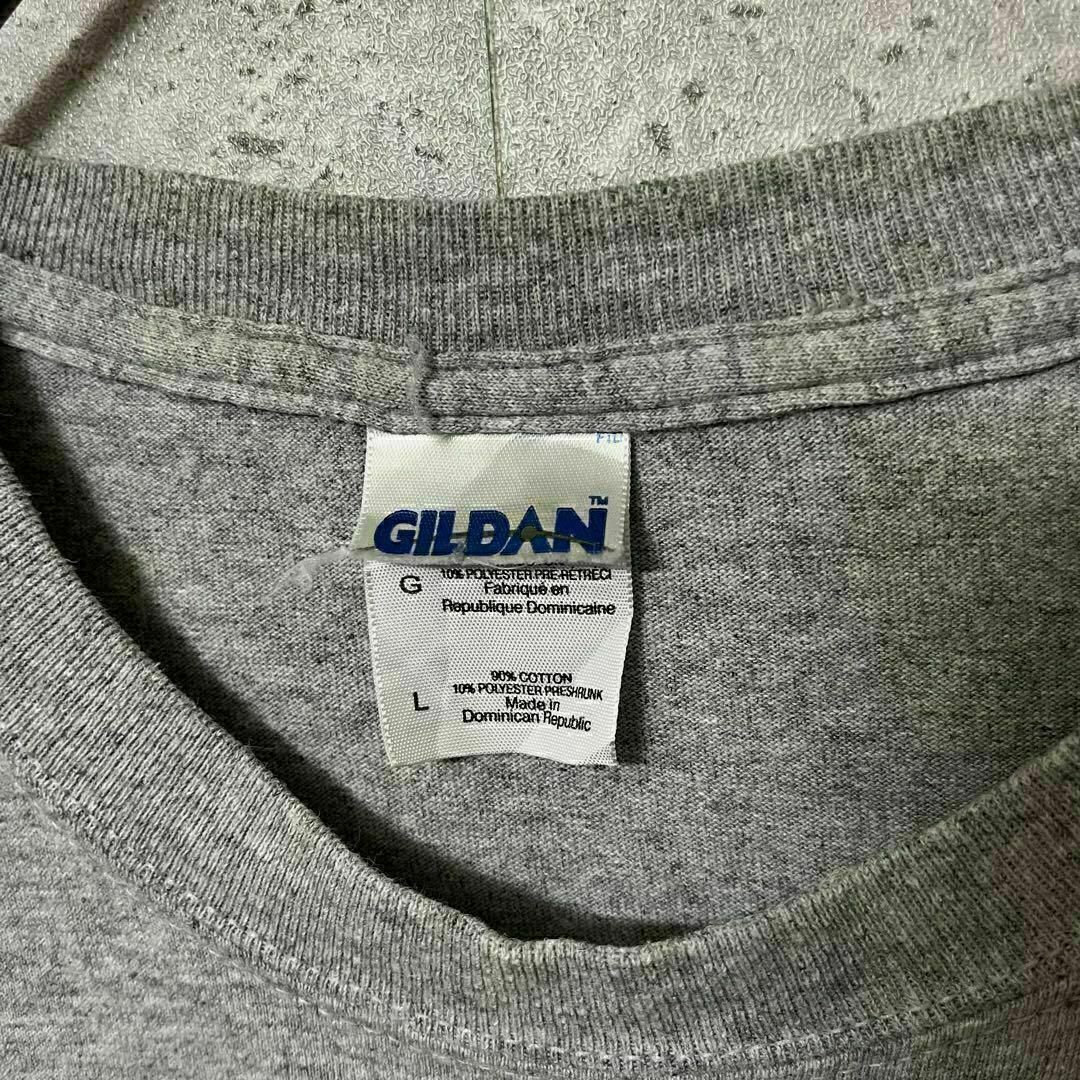 GILDAN™
10% POLYESTER PRE-RETRECI
G
Fabrique en
Republique Dominicaine
90% COTTON
10% POLYESTER PRESHRUNK
L
Made in
Dominican Republic